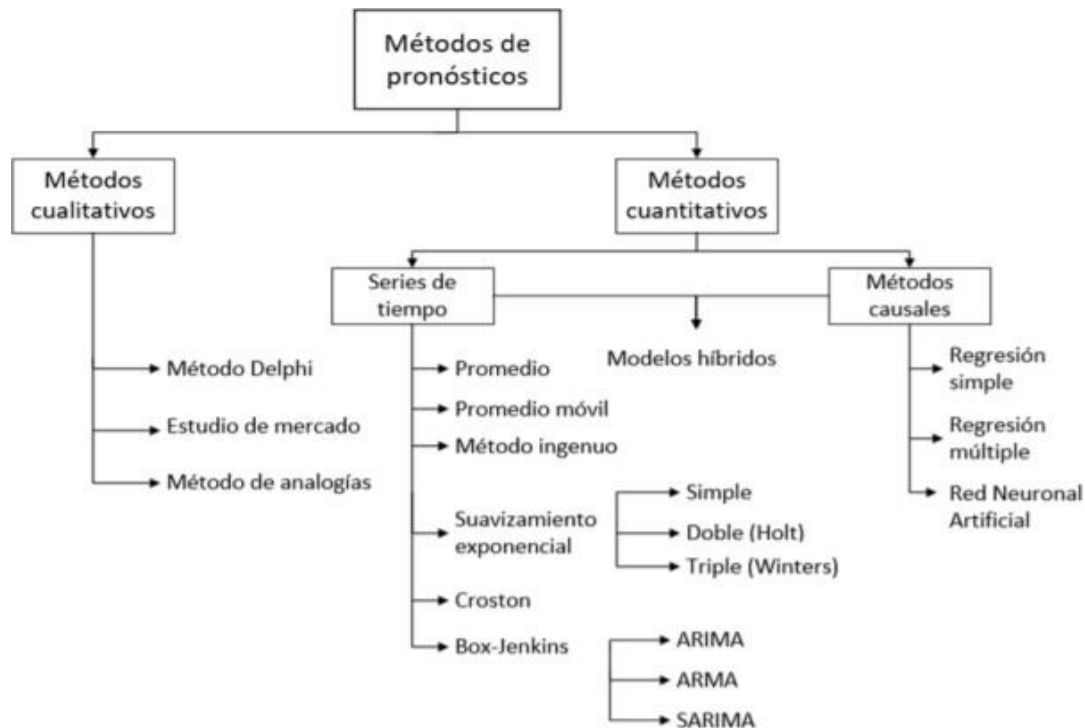 Métodos de
pronósticos
Métodos
cualitativos
Método Delphi
Estudio de mercado
Método de analogías
Métodos
cuantitativos
Series de
tiempo
Promedio
Promedio móvil
Método ingenuo
Suavizamiento
exponencial
Simple
Doble (Holt)
Triple (Winters)
Croston
Box-Jenkins
ARIMA
ARMA
SARIMA
Modelos híbridos
Métodos
causales
Regresión
simple
Regresión
múltiple
Red Neuronal
Artificial